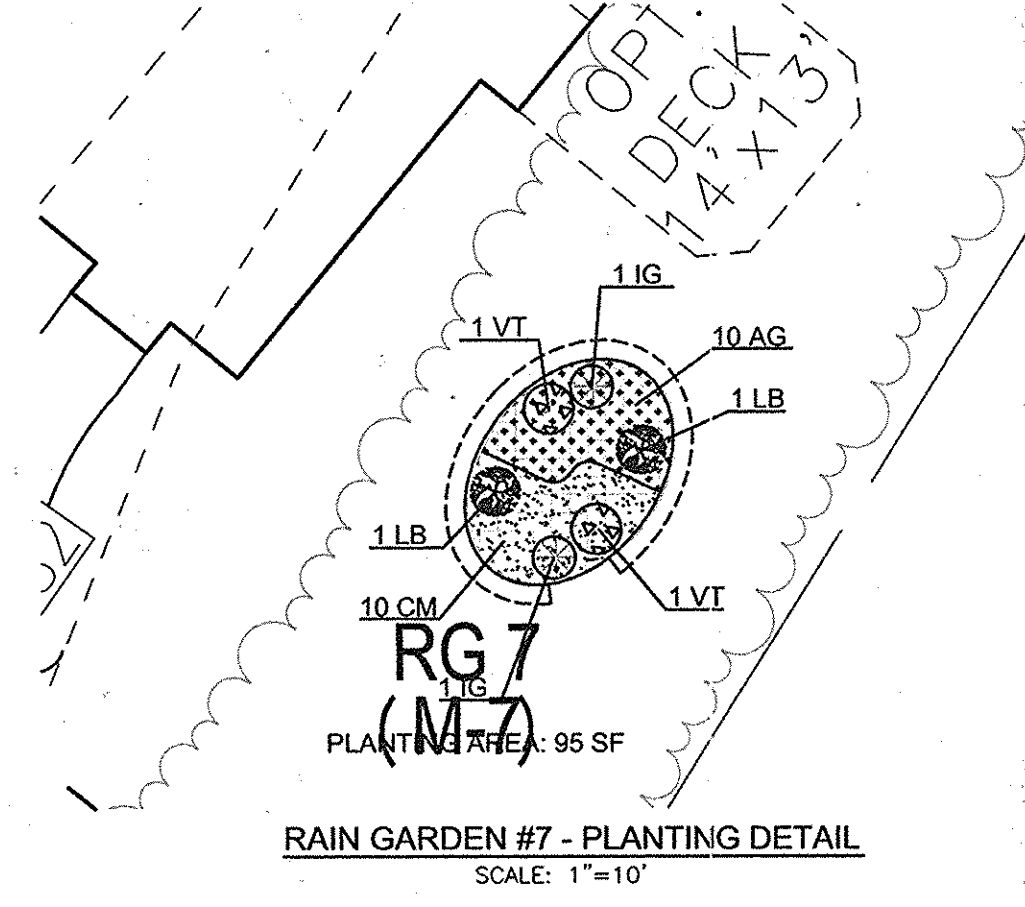 OPT
DECK
14'x13'
1 IG
1 VT
10 AG
1 LB
1 LB
10 CM
1 VT
RG 7
1 IG
(M-7)
PLANTING AREA: 95 SF
RAIN GARDEN #7 - PLANTING DETAIL
SCALE: 1"=10'